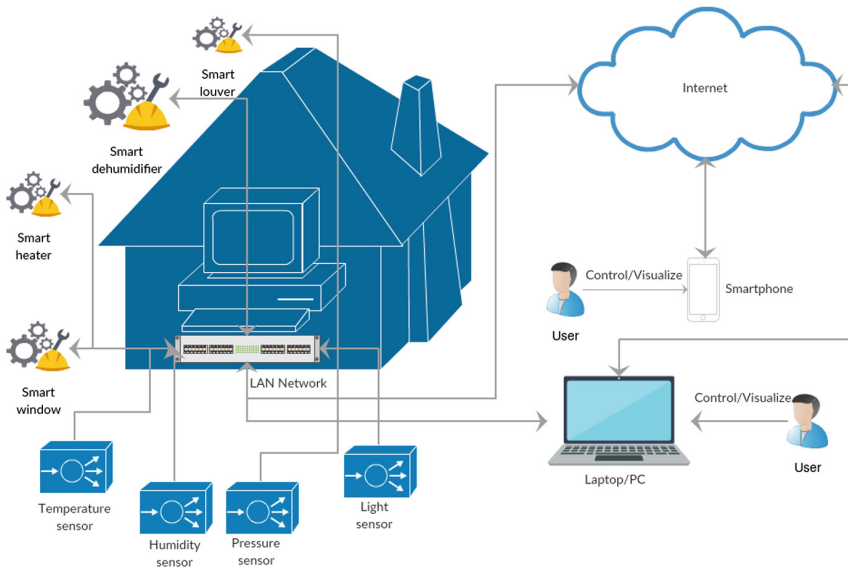 Smart
louver
Internet
Smart
dehumidifier
Smart
heater
Control/Visualize
Smartphone
User
LAN Network
Smart
window
Control/Visualize
User
Laptop/PC
Temperature
sensor
Light
sensor
Humidity
sensor
Pressure
sensor